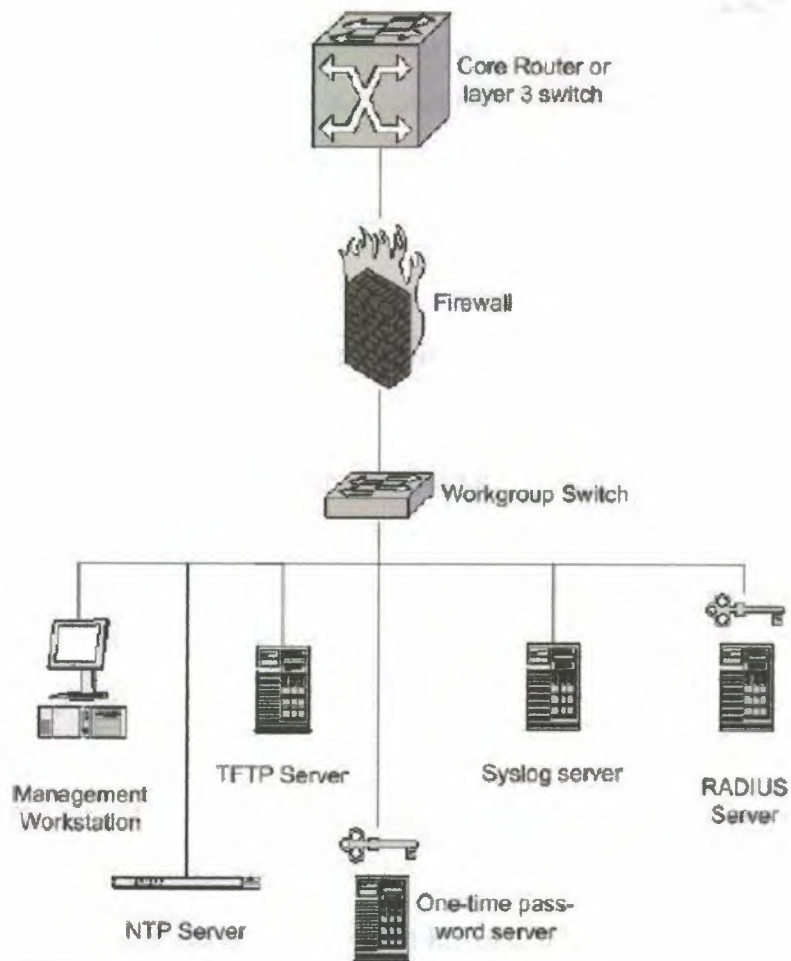 Core Router or
layer 3 switch
Firewall
Workgroup Switch
TFTP Server
Syslog server
Management
Workstation
RADIUS
Server
NTP Server
One-time pass-
word server